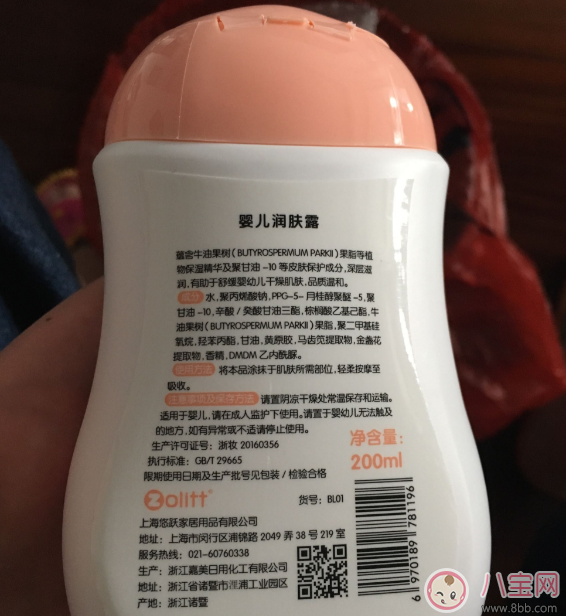 婴儿润肤露
蕴含牛油果树(BUTYROSPERMUM PARKII)果脂等植
物保湿精华及聚甘油-10等皮肤保护成分,深层滋
润,有助于舒缓婴幼儿干燥肌肤,品质温和。
成分 水,聚丙烯酸钠,PPG-5-月桂醇聚醚-5,聚
甘油-10,辛酸/癸酸甘油三酯,棕榈酸乙基己酯,牛
油果树(BUTYROSPERMUM PARKII)果脂,聚二甲基硅
氧烷,羟苯丙酯,甘油,黄原胶,马齿苋提取物,金盏花
提取物,香精,DMDM 乙内酰脲。
使用方法 将本品涂抹于肌肤所需部位,轻柔按摩至
吸收。
注意事项及保存方法 请置阴凉干燥处常温保存和运输。
适用于婴儿,请在成人监护下使用。请置于婴幼儿无法触及
的地方,如有异常或不适请停止使用。
生产许可证号:浙妆 20160356
执行标准:GB/T 29665
限期使用日期及生产批号见包装/检验合格
净含量:
200ml
Zolitt
货号:BL01
上海悠跃家居用品有限公司
地址:上海市闵行区浦锦路 2049 弄 38 号 219 室
服务热线:021-60760338
生产:浙江嘉美日用化工有限公司
地址:浙江省诸暨市浬浦工业园区
产地:浙江诸暨
6 970189 781196
八宝网
www.8bb.com